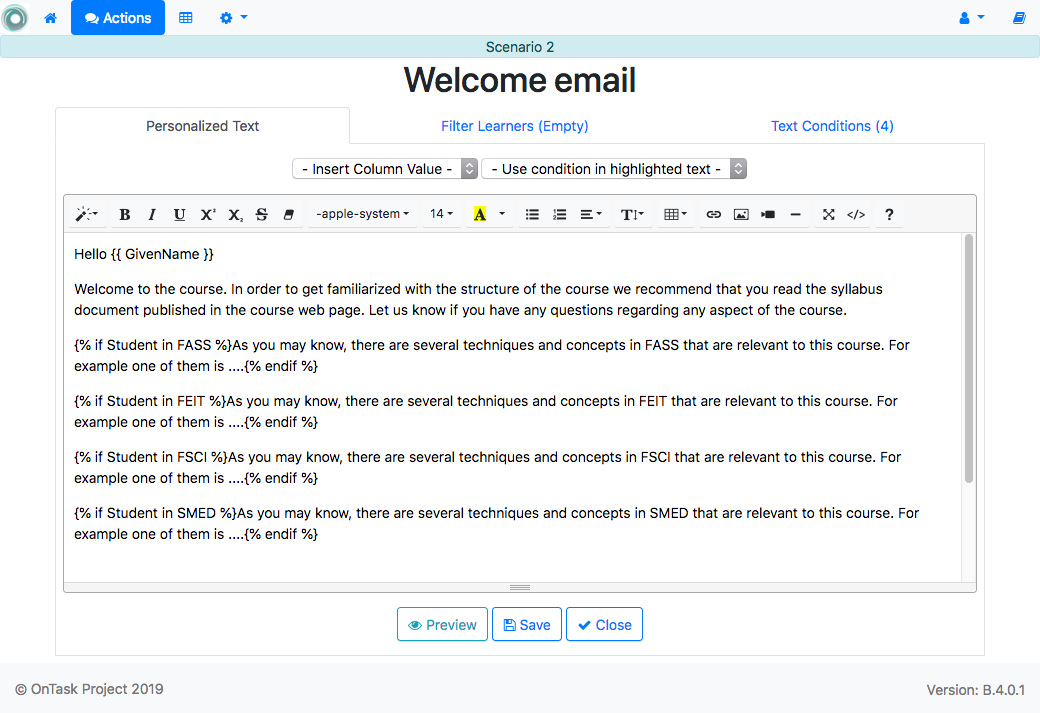 Actions
Scenario 2
Welcome email
Personalized Text
Filter Learners (Empty)
Text Conditions (4)
- Insert Column Value -
- Use condition in highlighted text -
B I U X² X₂ S -apple-system 14 A T </> ?
Hello {{ GivenName }}
Welcome to the course. In order to get familiarized with the structure of the course we recommend that you read the syllabus
document published in the course web page. Let us know if you have any questions regarding any aspect of the course.
{% if Student in FASS %}As you may know, there are several techniques and concepts in FASS that are relevant to this course. For
example one of them is ....{% endif %}
{% if Student in FEIT %}As you may know, there are several techniques and concepts in FEIT that are relevant to this course. For
example one of them is ....{% endif %}
{% if Student in FSCI %}As you may know, there are several techniques and concepts in FSCI that are relevant to this course. For
example one of them is ....{% endif %}
{% if Student in SMED %}As you may know, there are several techniques and concepts in SMED that are relevant to this course. For
example one of them is ....{% endif %}
Preview
Save
Close
© OnTask Project 2019
Version: B.4.0.1